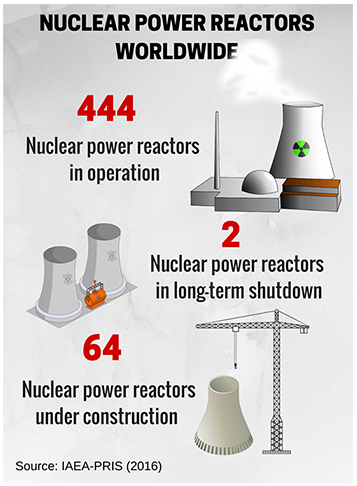 NUCLEAR POWER REACTORS
WORLDWIDE
444
Nuclear power reactors
in operation
2
Nuclear power reactors
in long-term shutdown
64
Nuclear power reactors
under construction
Source: IAEA-PRIS (2016)